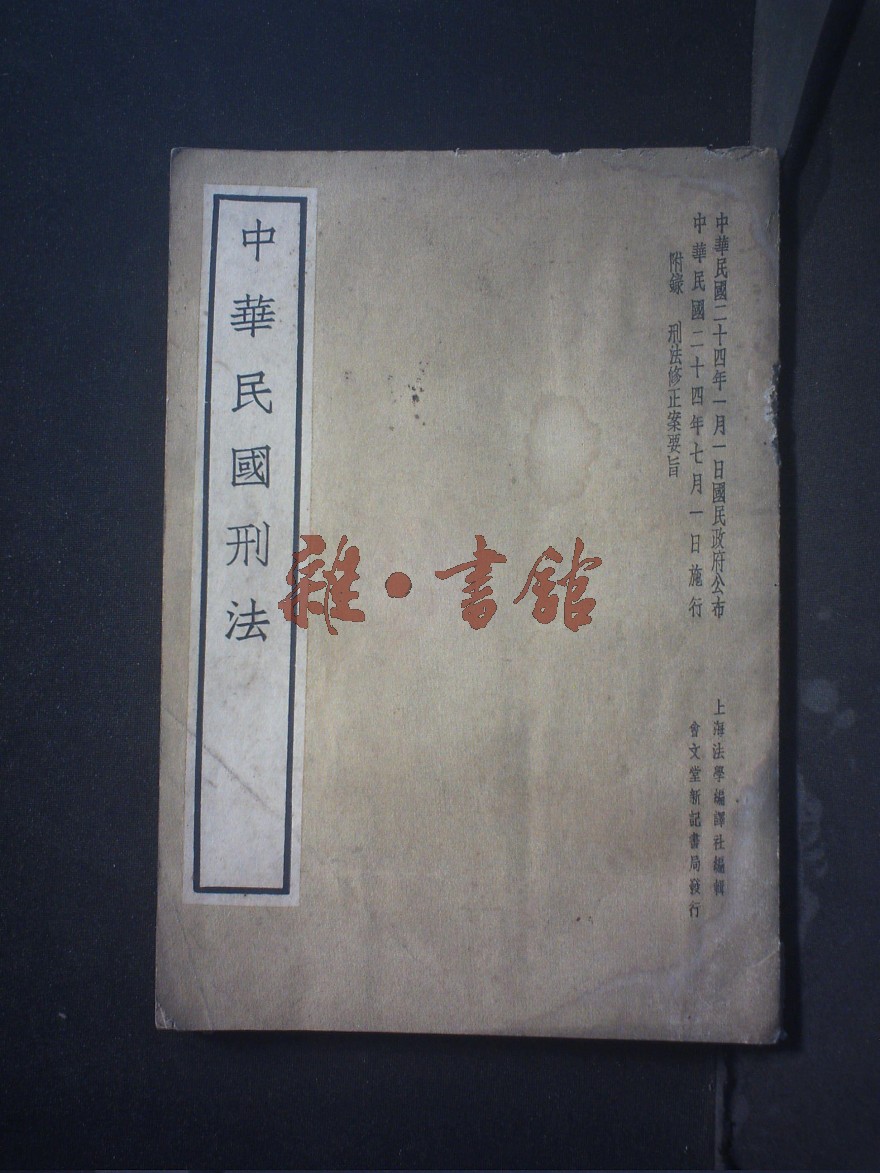 中華民國二十四年一月一日國民政府公布
中華民國二十四年七月一日施行
附錄 刑法修正案要旨
上海法學編譯社編輯
會文堂新記書局發行
中華民國刑法
雜·書館